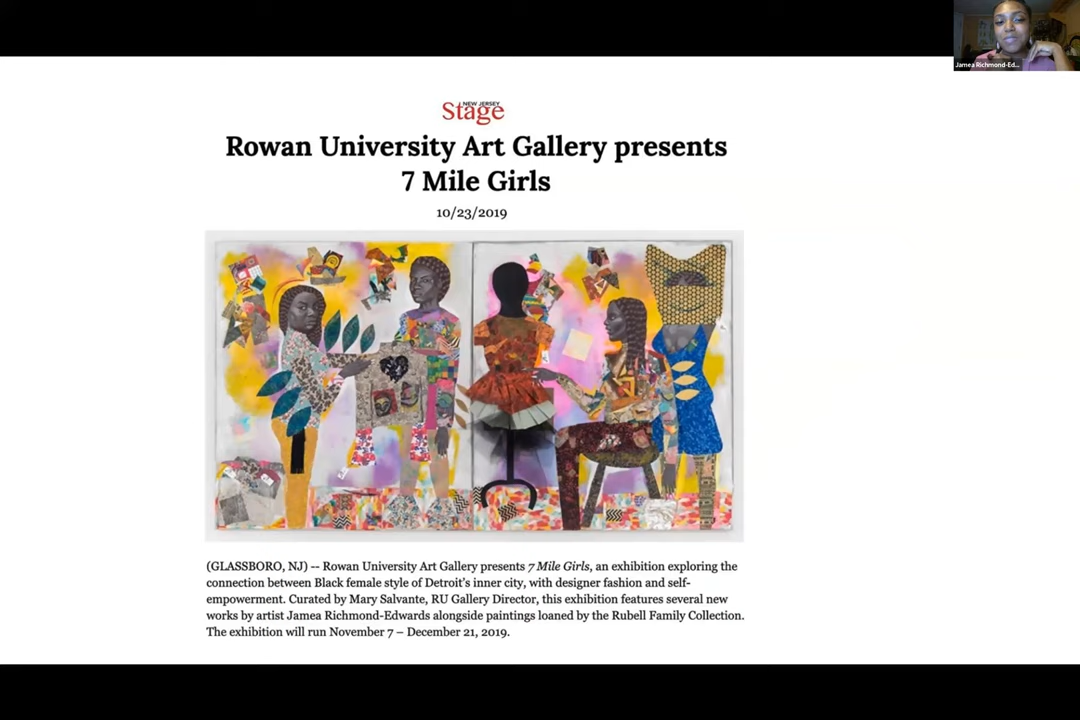 Jamea Richmond-Ed...
NEW JERSEY
Stage
Rowan University Art Gallery presents
7 Mile Girls
10/23/2019
(GLASSBORO, NJ) -- Rowan University Art Gallery presents 7 Mile Girls, an exhibition exploring the
connection between Black female style of Detroit's inner city, with designer fashion and self-
empowerment. Curated by Mary Salvante, RU Gallery Director, this exhibition features several new
works by artist Jamea Richmond-Edwards alongside paintings loaned by the Rubell Family Collection.
The exhibition will run November 7 – December 21, 2019.